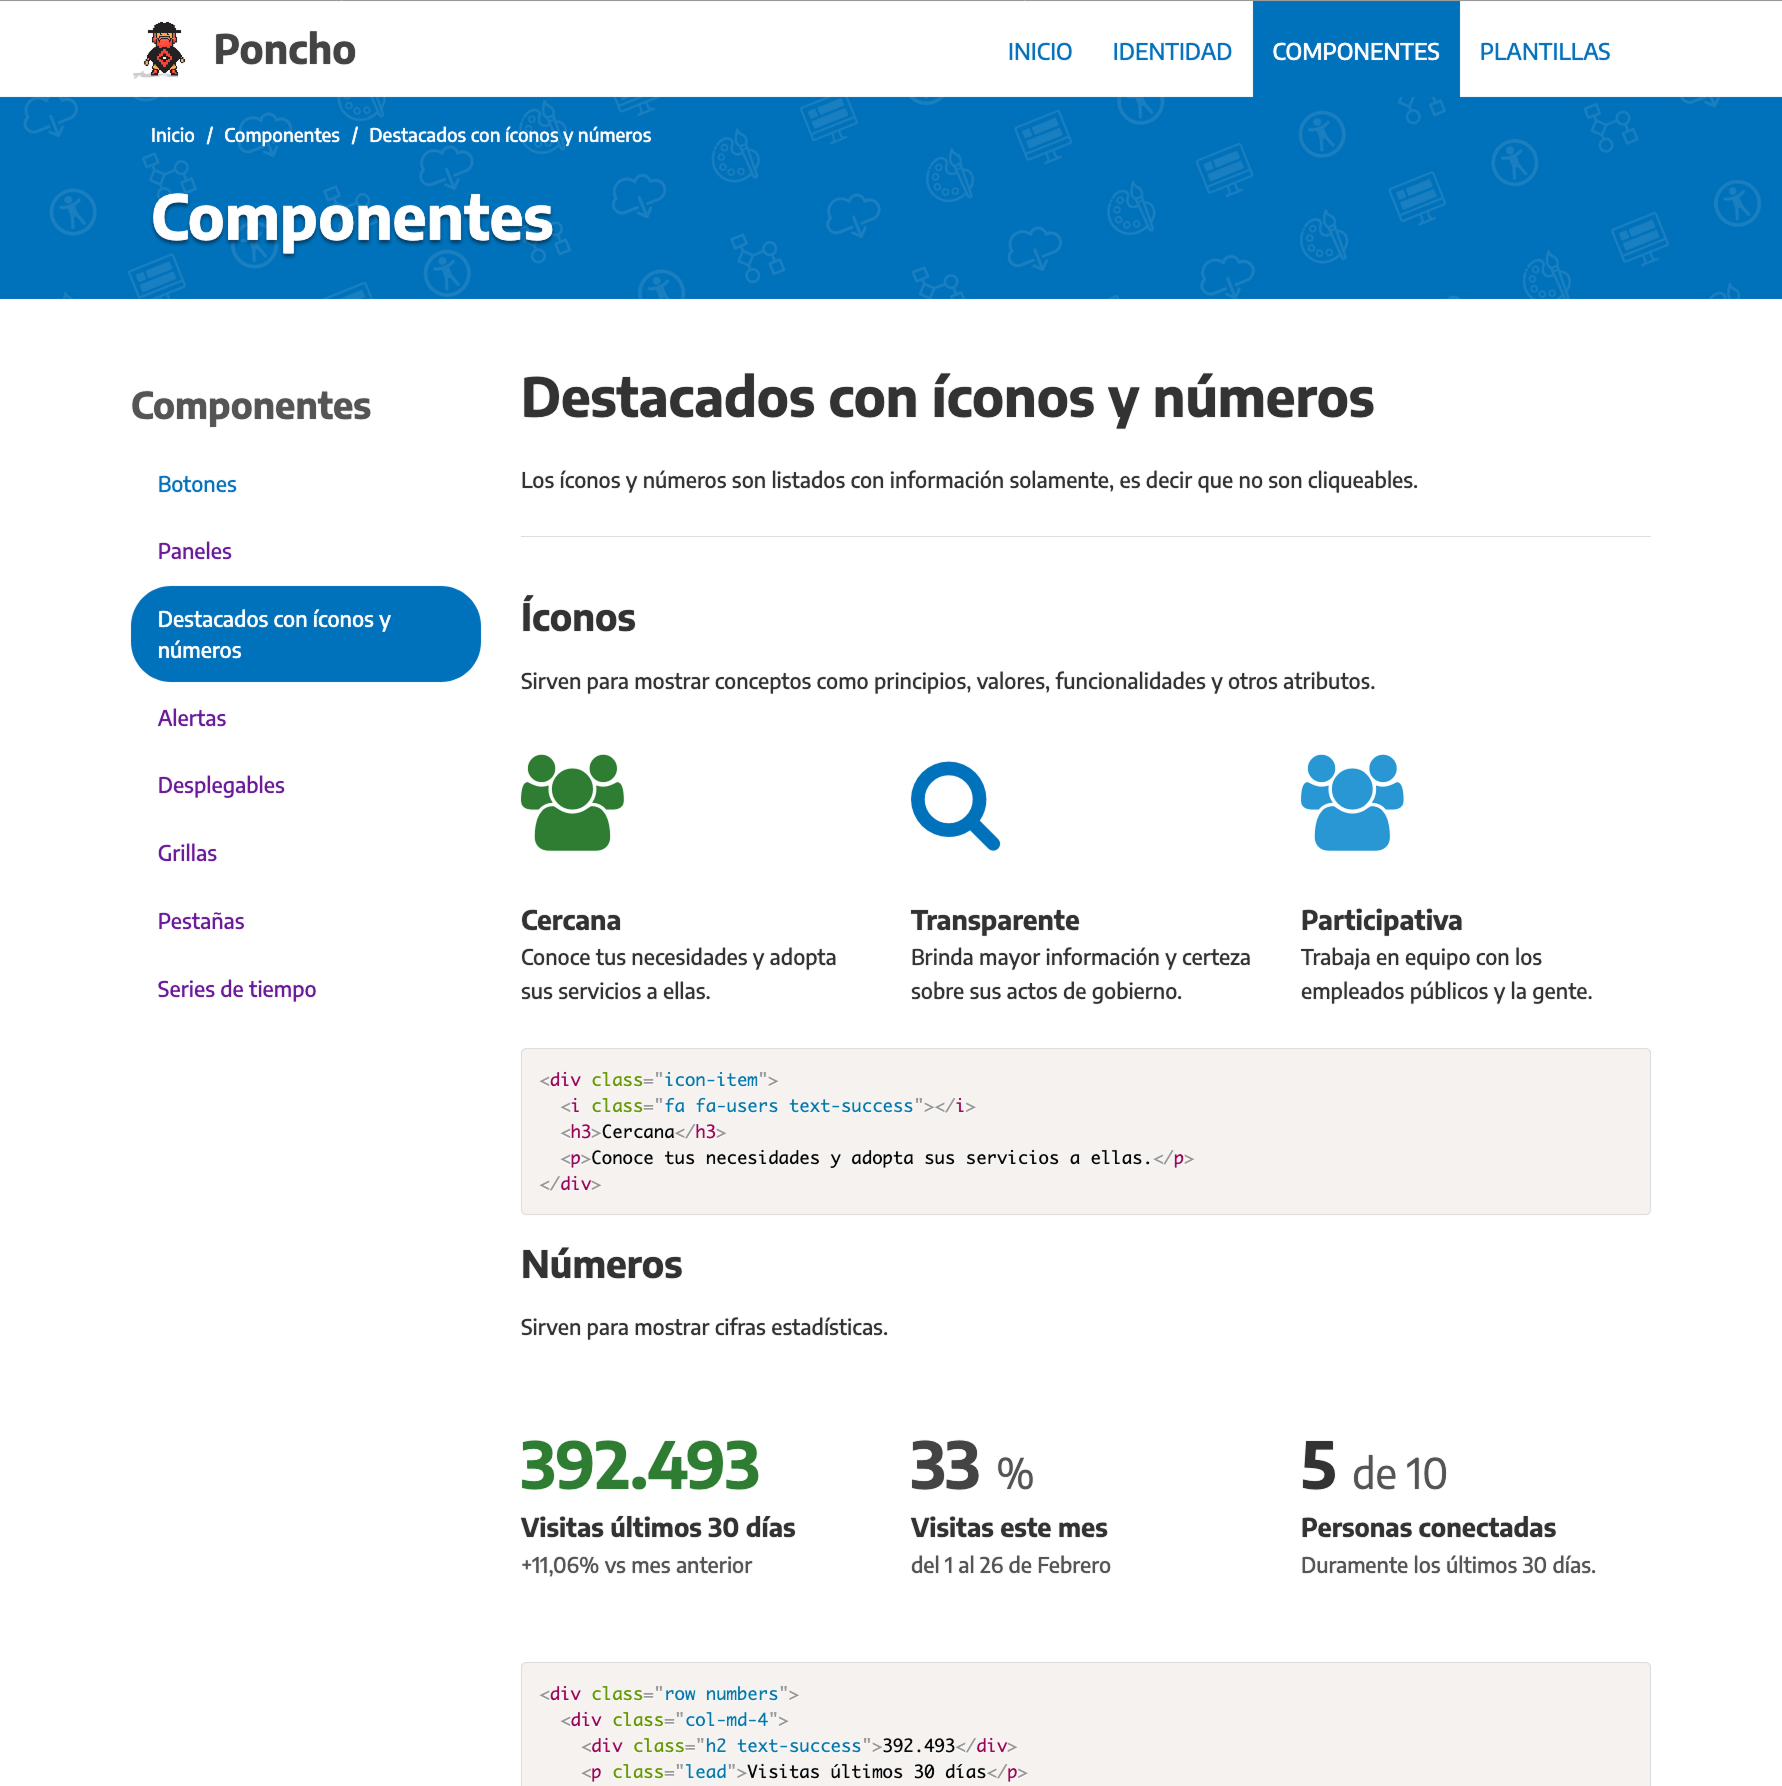 Poncho
INICIO IDENTIDAD COMPONENTES PLANTILLAS
Inicio / Componentes / Destacados con íconos y números
Componentes
Componentes
Botones
Paneles
Destacados con íconos y
números
Alertas
Desplegables
Grillas
Pestañas
Series de tiempo
Destacados con íconos y números
Los íconos y números son listados con información solamente, es decir que no son cliqueables.
Íconos
Sirven para mostrar conceptos como principios, valores, funcionalidades y otros atributos.
Cercana
Conoce tus necesidades y adopta
sus servicios a ellas.
Transparente
Brinda mayor información y certeza
sobre sus actos de gobierno.
Participativa
Trabaja en equipo con los
empleados públicos y la gente.
<div class="icon-item">
  <i class="fa fa-users text-success"></i>
  <h3>Cercana</h3>
  <p>Conoce tus necesidades y adopta sus servicios a ellas.</p>
</div>
Números
Sirven para mostrar cifras estadísticas.
392.493
Visitas últimos 30 días
+11,06% vs mes anterior
33 %
Visitas este mes
del 1 al 26 de Febrero
5 de 10
Personas conectadas
Duramente los últimos 30 días.
<div class="row numbers">
  <div class="col-md-4">
    <div class="h2 text-success">392.493</div>
    <p class="lead">Visitas últimos 30 días</p>